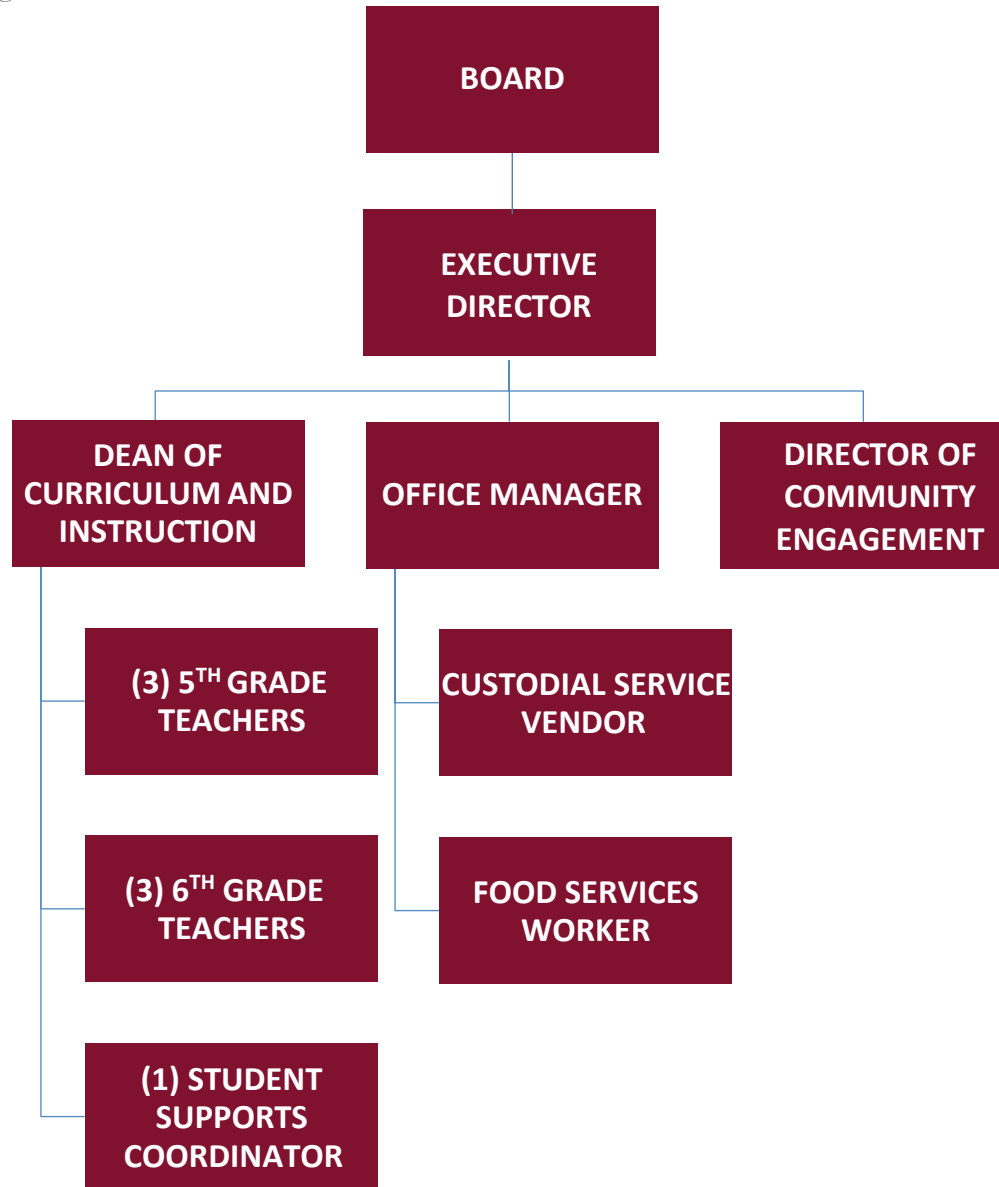 BOARD
EXECUTIVE
DIRECTOR
DEAN OF
CURRICULUM AND
INSTRUCTION
OFFICE MANAGER
DIRECTOR OF
COMMUNITY
ENGAGEMENT
(3) 5TH GRADE
TEACHERS
CUSTODIAL SERVICE
VENDOR
(3) 6TH GRADE
TEACHERS
FOOD SERVICES
WORKER
(1) STUDENT
SUPPORTS
COORDINATOR